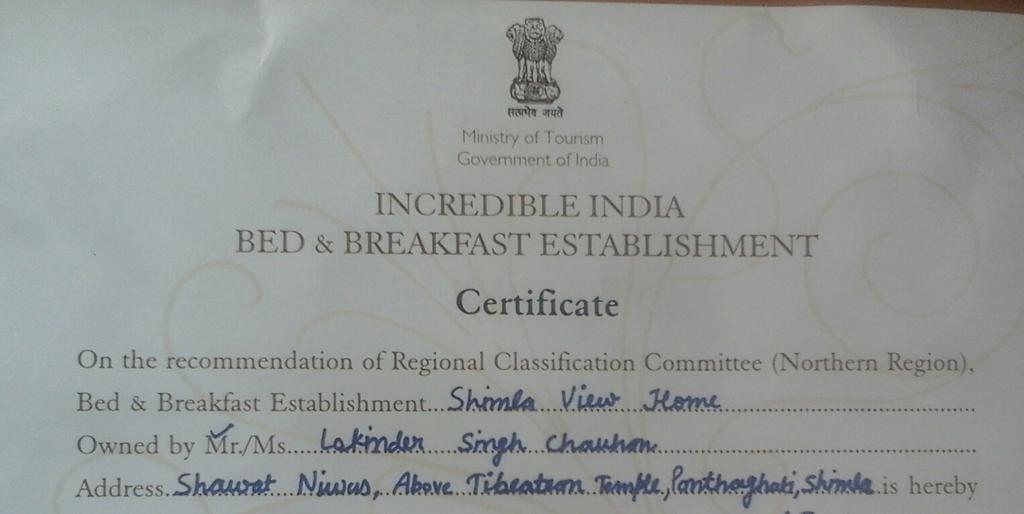 सत्यमेव जयते
Ministry of Tourism
Government of India
INCREDIBLE INDIA
BED & BREAKFAST ESTABLISHMENT
Certificate
On the recommendation of Regional Classification Committee (Northern Region),
Bed & Breakfast Establishment...Shimla View Home
Owned by Mr./Ms.....Lokinder Singh Chauhan
Address..Shawat Niwas, Above Tibeatean Temple, Panthaghati, Shimla is hereby